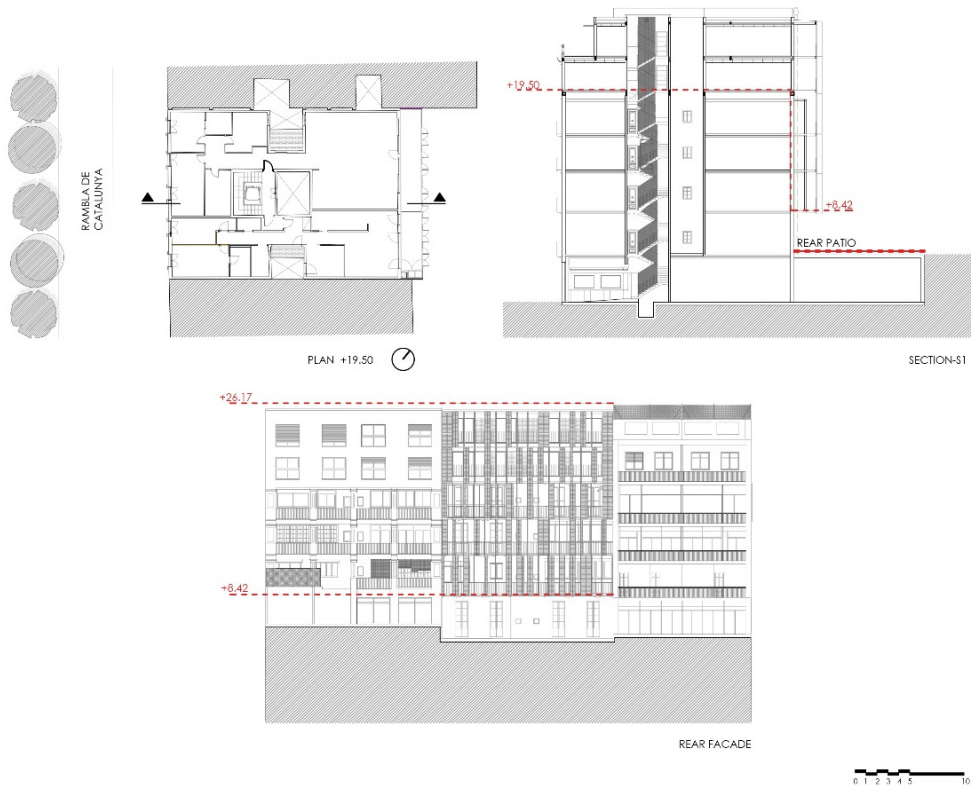 RAMBLA DE
CATALUNYA
PLAN +19.50
+19.50
+8.42
REAR PATIO
SECTION-S1
+26.17
+8.42
REAR FACADE
0 1 2 3 4 5 10